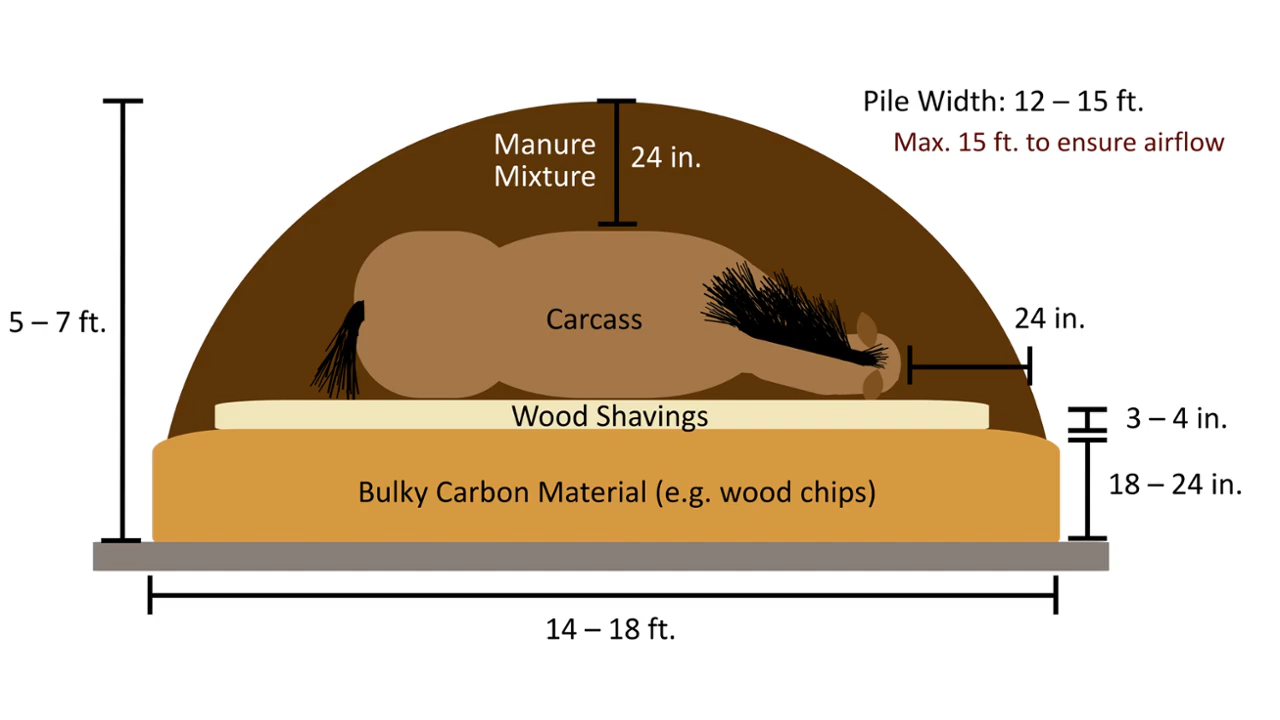 Pile Width: 12 – 15 ft.
Max. 15 ft. to ensure airflow
Manure
Mixture
24 in.
Carcass
5 – 7 ft.
24 in.
Wood Shavings
3 – 4 in.
Bulky Carbon Material (e.g. wood chips)
18 – 24 in.
14 – 18 ft.